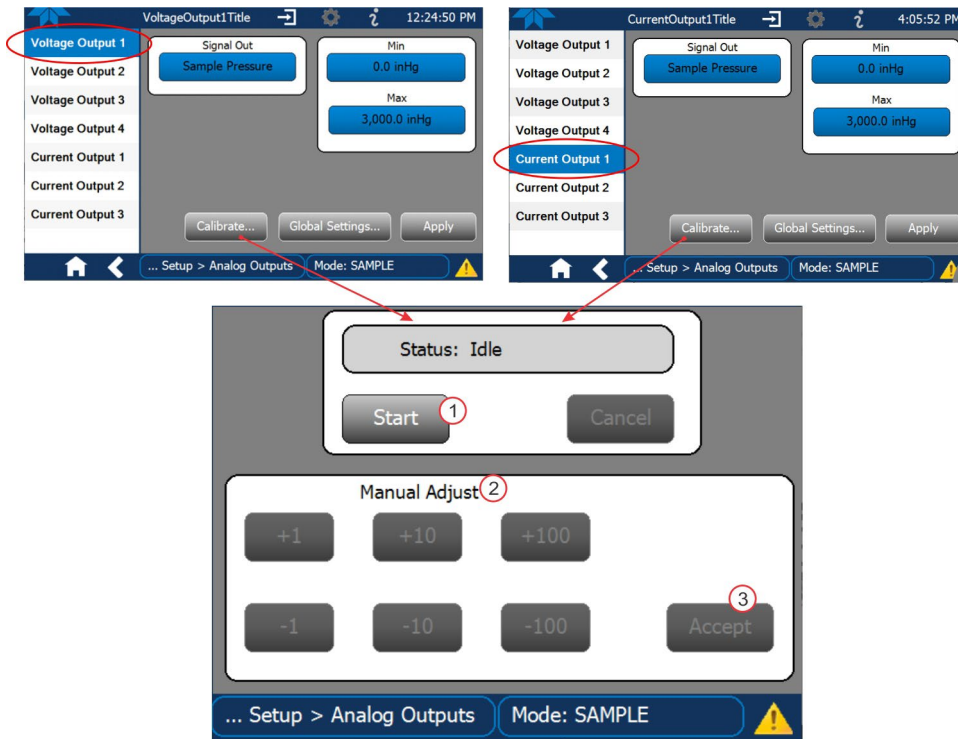 VoltageOutput1Title
12:24:50 PM
Voltage Output 1
Voltage Output 2
Voltage Output 3
Voltage Output 4
Current Output 1
Current Output 2
Current Output 3
Signal Out
Sample Pressure
Min
0.0 inHg
Max
3,000.0 inHg
Calibrate...
Global Settings...
Apply
... Setup > Analog Outputs
Mode: SAMPLE
CurrentOutput1Title
4:05:52 PM
Voltage Output 1
Voltage Output 2
Voltage Output 3
Voltage Output 4
Current Output 1
Current Output 2
Current Output 3
Signal Out
Sample Pressure
Min
0.0 inHg
Max
3,000.0 inHg
Calibrate...
Global Settings...
Apply
... Setup > Analog Outputs
Mode: SAMPLE
Status: Idle
Start
1
Cancel
Manual Adjust
2
+1
+10
+100
3
-1
-10
-100
Accept
... Setup > Analog Outputs
Mode: SAMPLE